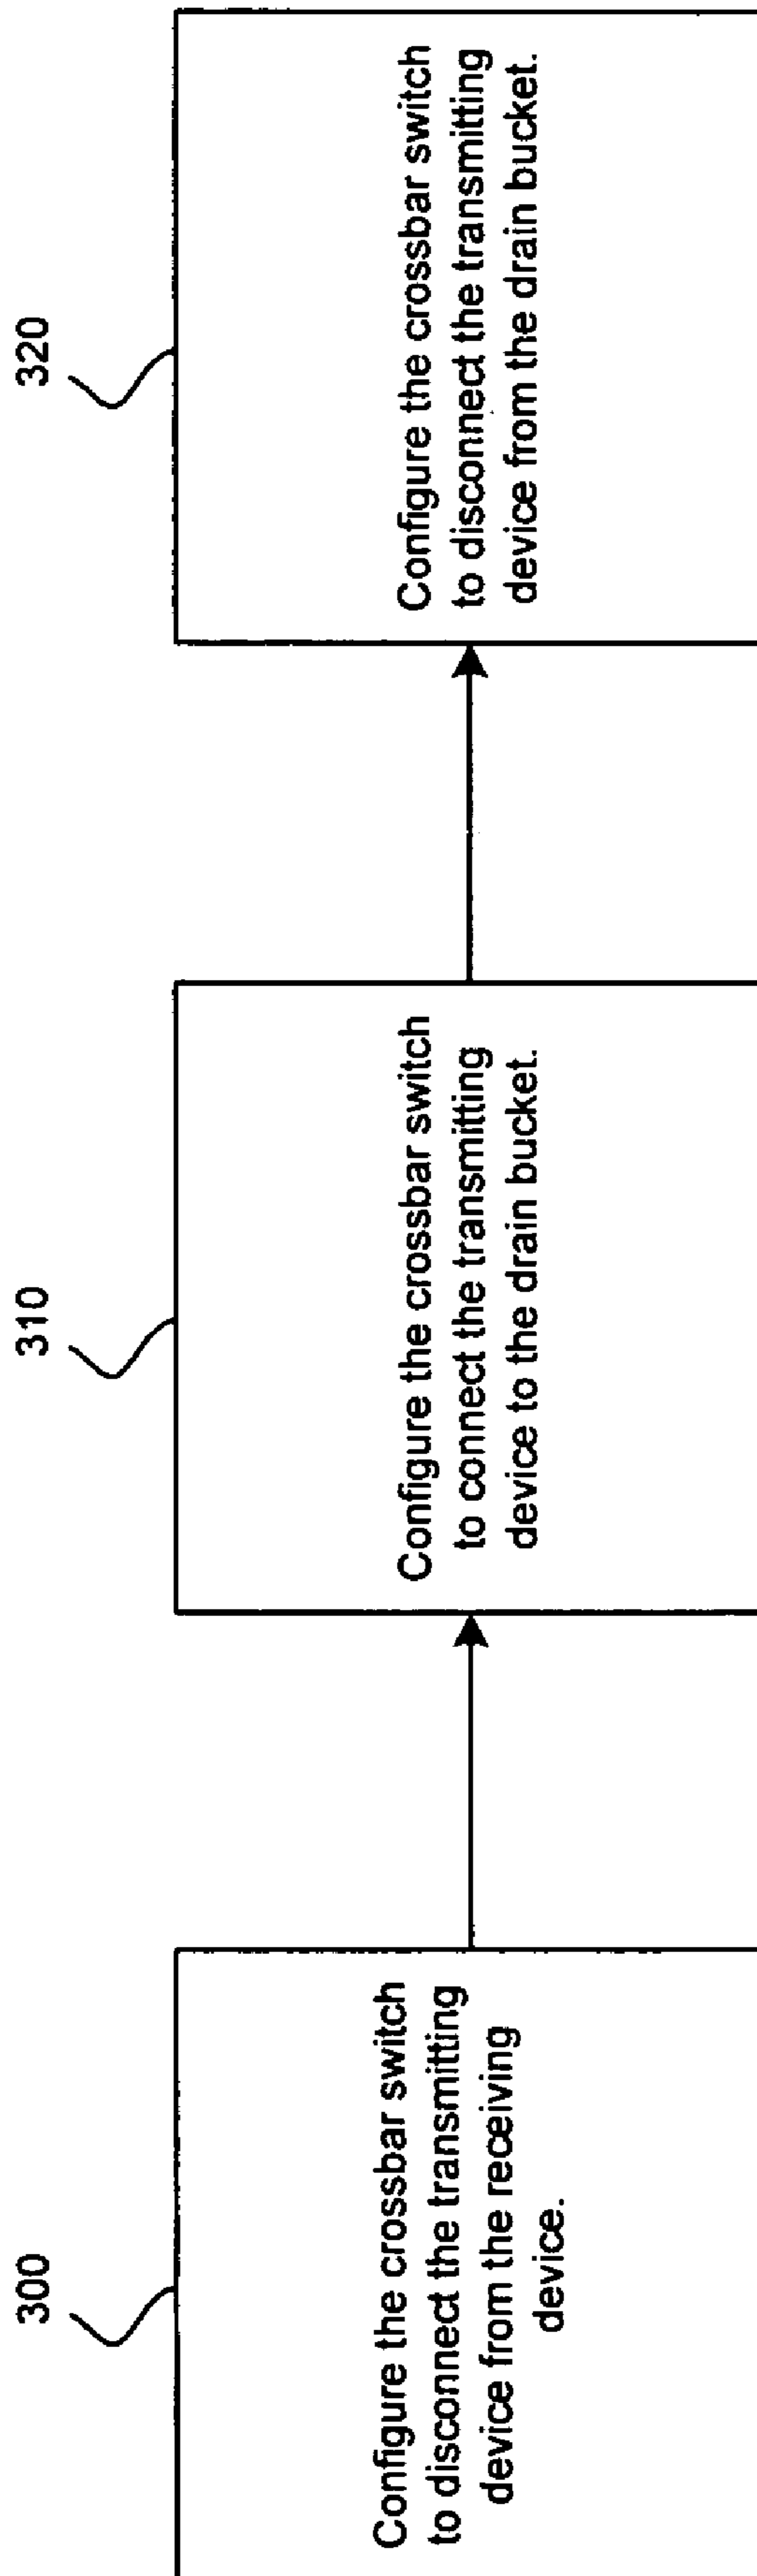 300
Configure the crossbar switch
to disconnect the transmitting
device from the receiving
device.
310
Configure the crossbar switch
to connect the transmitting
device to the drain bucket.
320
Configure the crossbar switch
to disconnect the transmitting
device from the drain bucket.